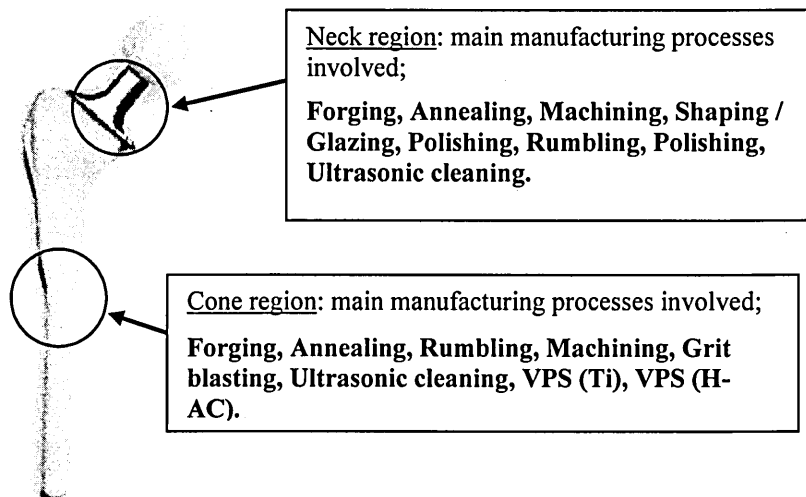 Neck region: main manufacturing processes
involved;
Forging, Annealing, Machining, Shaping /
Glazing, Polishing, Rumbling, Polishing,
Ultrasonic cleaning.
Cone region: main manufacturing processes involved;
Forging, Annealing, Rumbling, Machining, Grit
blasting, Ultrasonic cleaning, VPS (Ti), VPS (H-
AC).